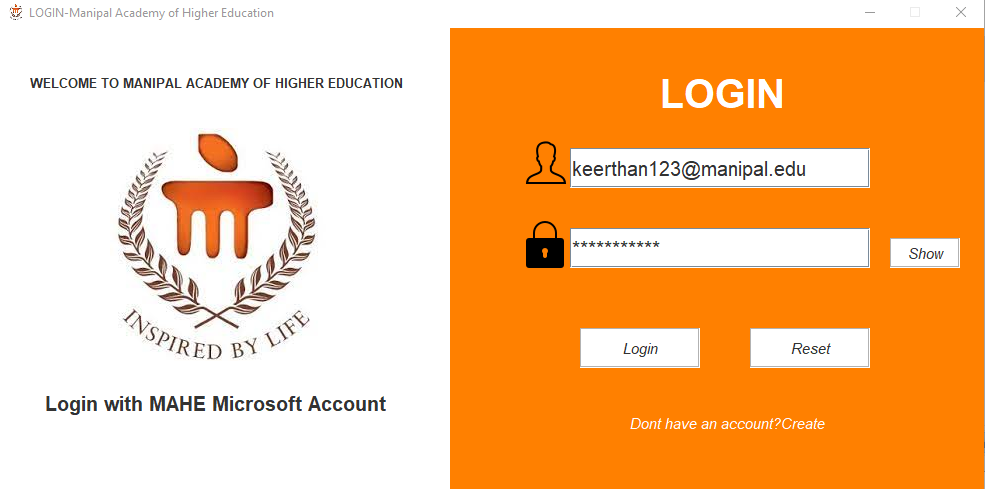 LOGIN-Manipal Academy of Higher Education
WELCOME TO MANIPAL ACADEMY OF HIGHER EDUCATION
INSPIRED BY LIFE
Login with MAHE Microsoft Account
LOGIN
keerthan123@manipal.edu
***********
Show
Login
Reset
Dont have an account?Create